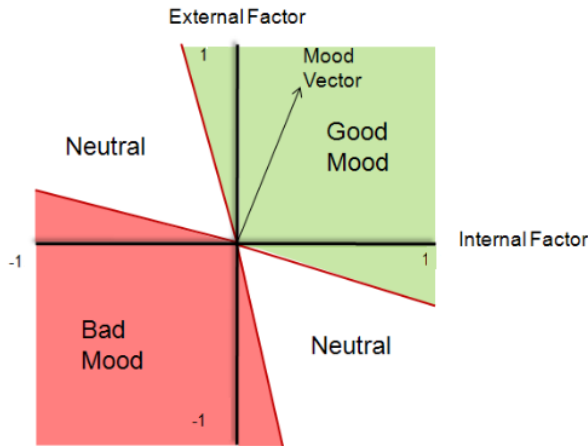 External Factor
1
Mood
Vector
Good
Mood
Neutral
Internal Factor
-1
1
Bad
Mood
Neutral
-1